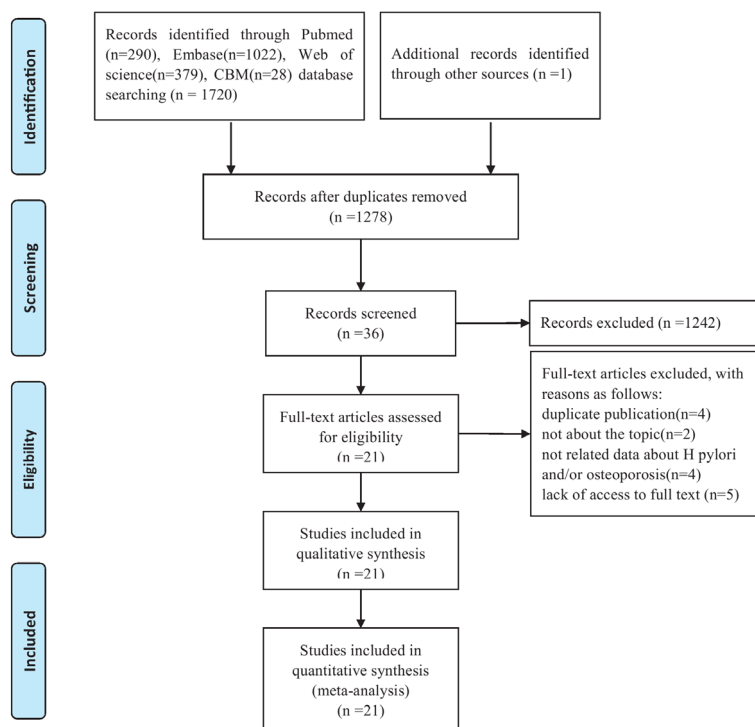 Identification
Records identified through Pubmed
(n=290), Embase(n=1022), Web of
science(n=379), CBM(n=28) database
searching (n = 1720)
Additional records identified
through other sources (n =1)
Records after duplicates removed
(n =1278)
Screening
Records screened
(n =36)
Records excluded (n =1242)
Eligibility
Full-text articles assessed
for eligibility
(n =21)
Full-text articles excluded, with
reasons as follows:
duplicate publication(n=4)
not about the topic(n=2)
not related data about H pylori
and/or osteoporosis(n=4)
lack of access to full text (n=5)
Studies included in
qualitative synthesis
(n =21)
Included
Studies included in
quantitative synthesis
(meta-analysis)
(n =21)